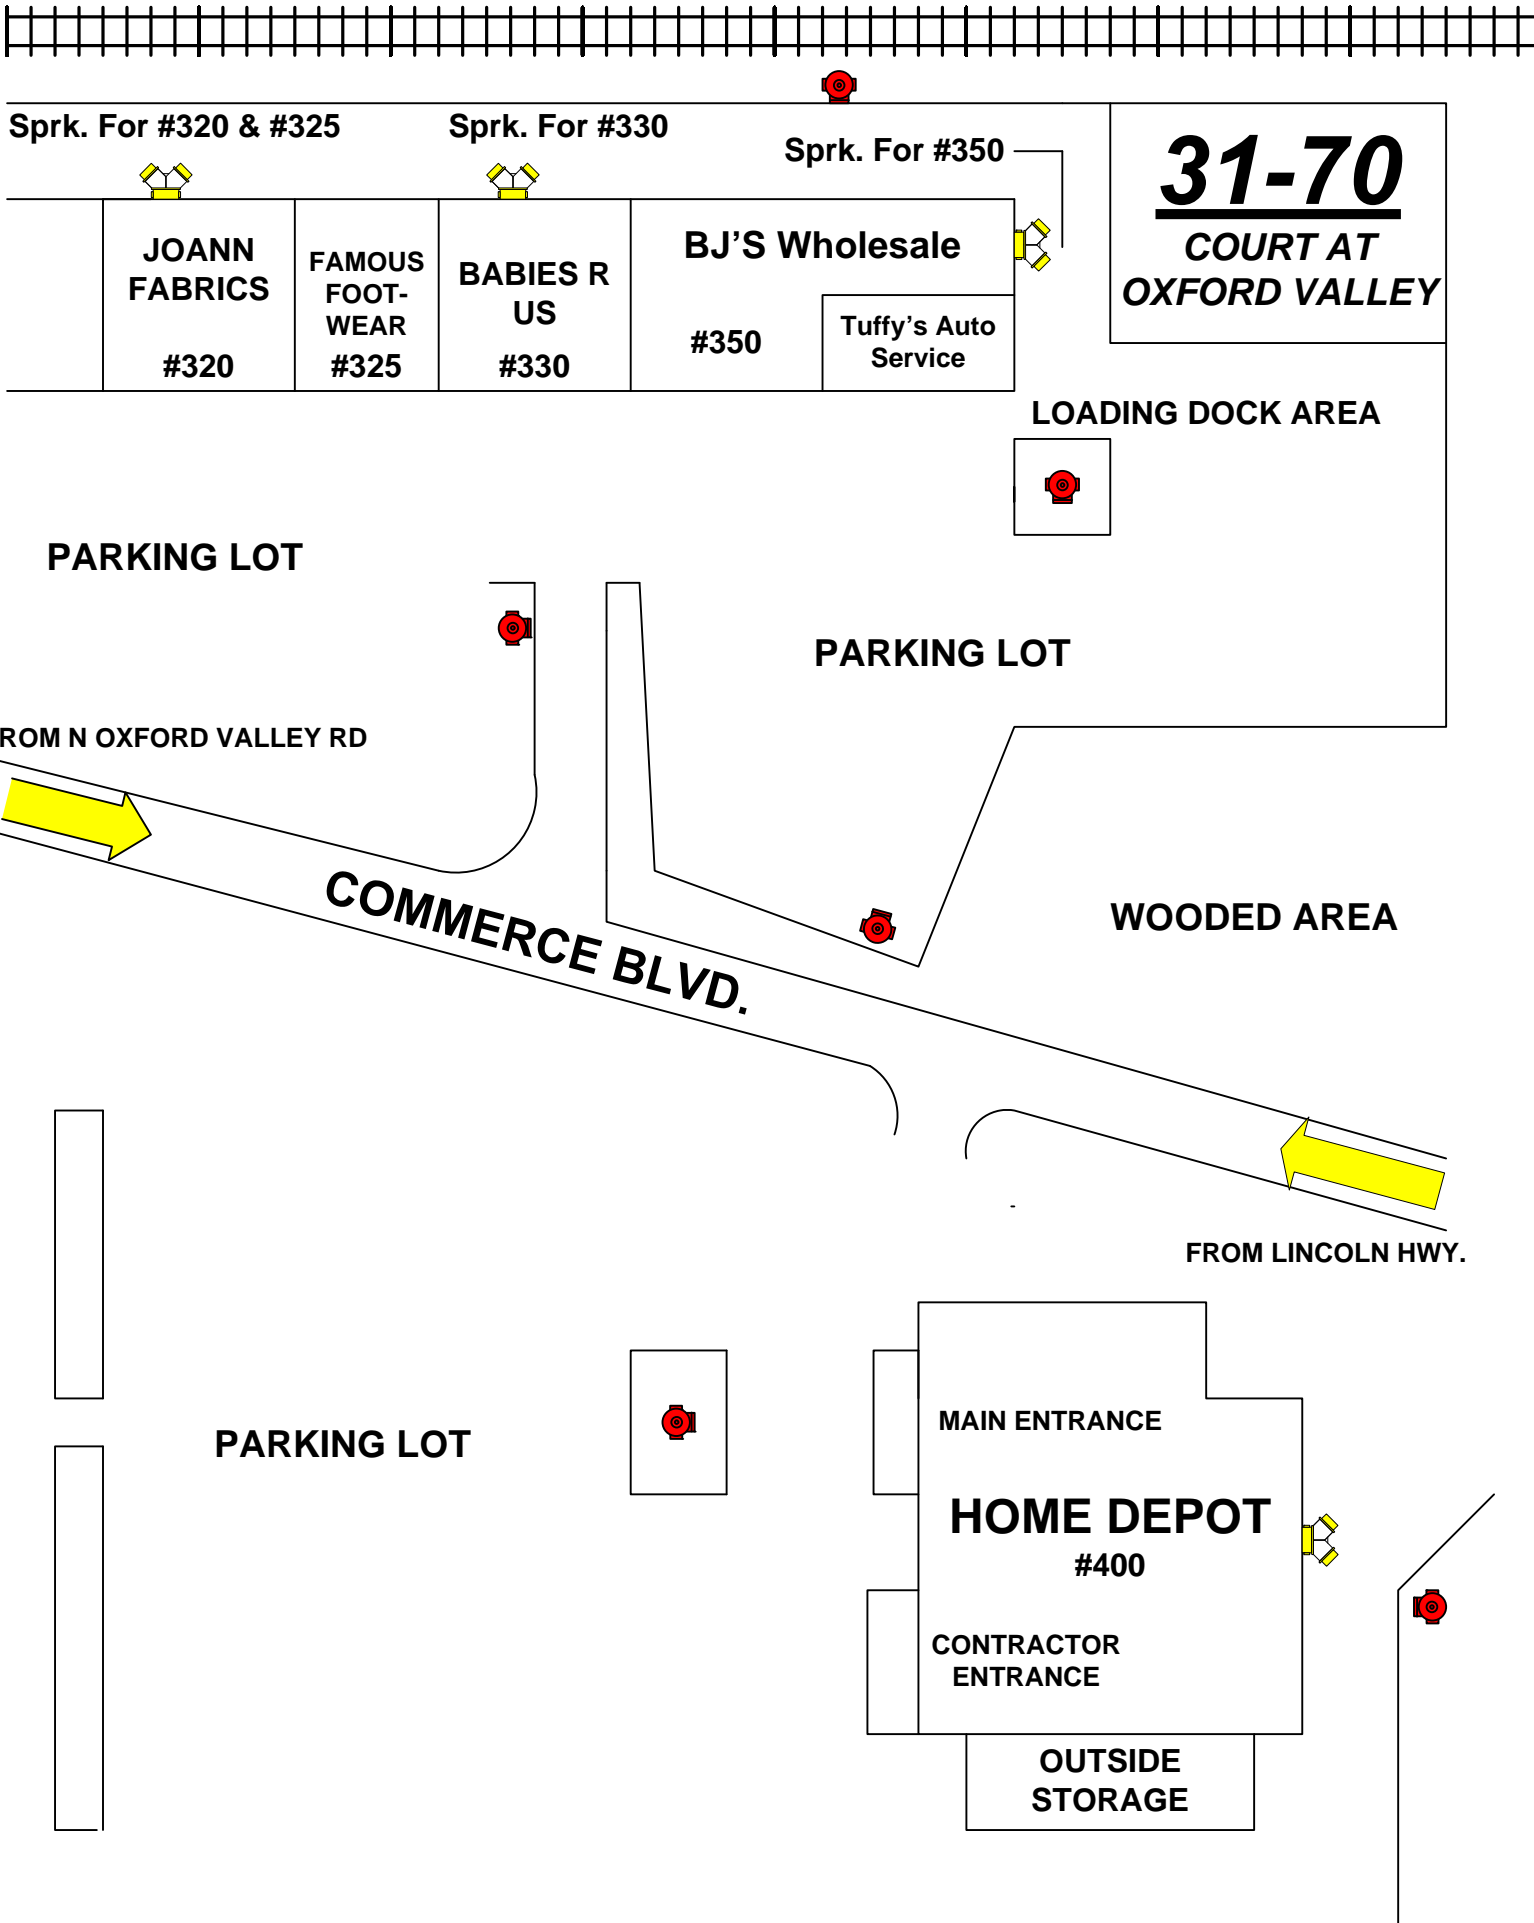 Sprk. For #320 & #325
Sprk. For #330
Sprk. For #350
31-70
COURT AT
OXFORD VALLEY
JOANN
FABRICS
#320
FAMOUS
FOOT-
WEAR
#325
BABIES R
US
#330
BJ'S Wholesale
#350
Tuffy's Auto
Service
LOADING DOCK AREA
PARKING LOT
PARKING LOT
ROM N OXFORD VALLEY RD
COMMERCE BLVD.
WOODED AREA
FROM LINCOLN HWY.
PARKING LOT
MAIN ENTRANCE
HOME DEPOT
#400
CONTRACTOR
ENTRANCE
OUTSIDE
STORAGE